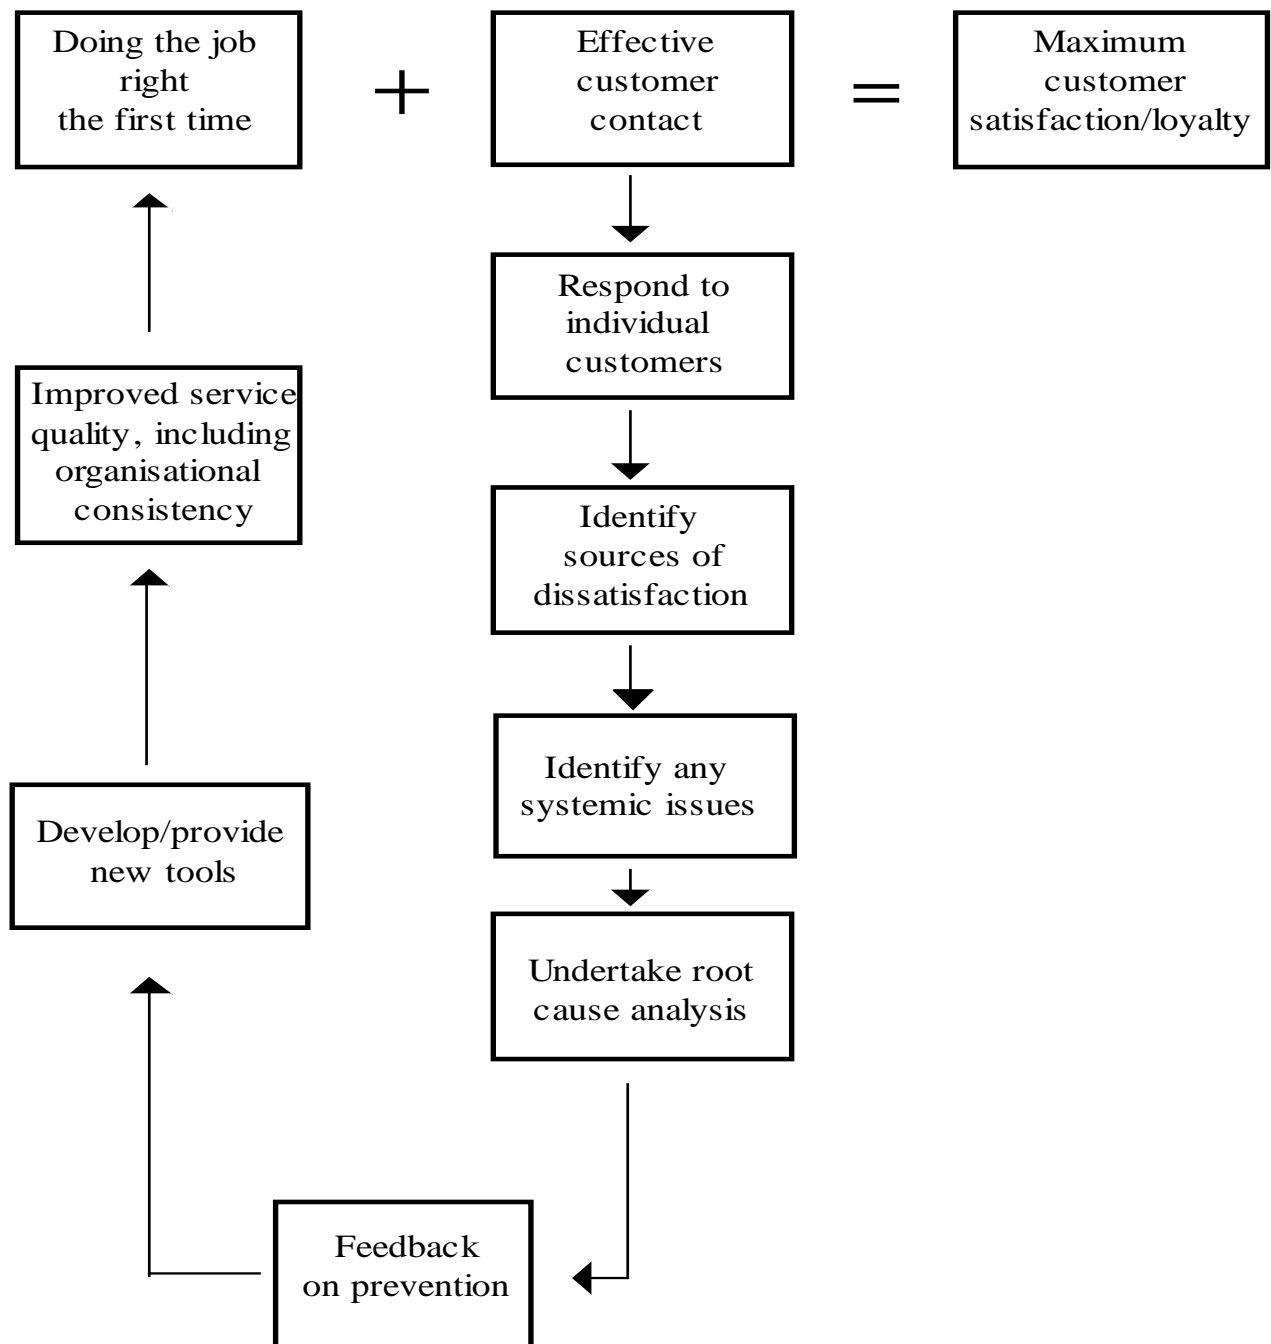 Doing the job
right
the first time
+
Effective
customer
contact
=
Maximum
customer
satisfaction/loyalty
Respond to
individual
customers
Improved service
quality, including
organisational
consistency
Identify
sources of
dissatisfaction
Identify any
systemic issues
Develop/provide
new tools
Undertake root
cause analysis
Feedback
on prevention